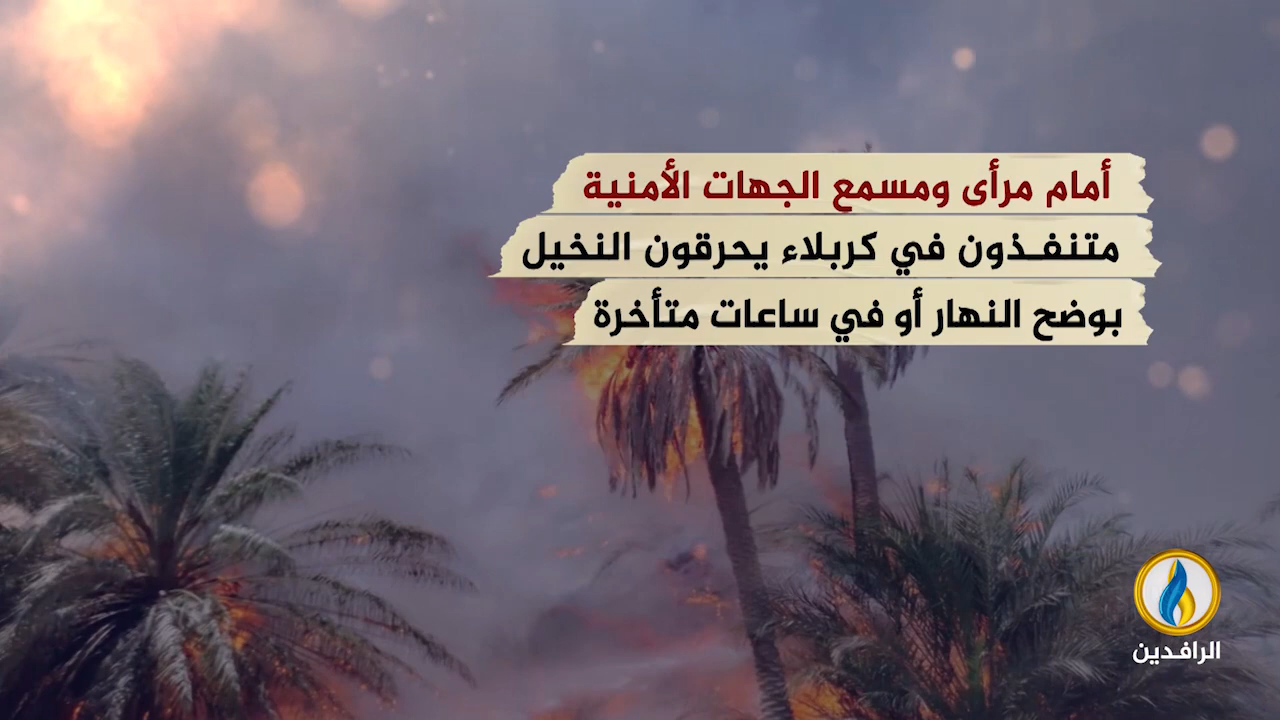 أمام مرأى ومسمع الجهات الأمنية
متنفـذون في كربلاء يحرقون النخيل
بوضح النهار أو في ساعات متأخرة
الرافدين